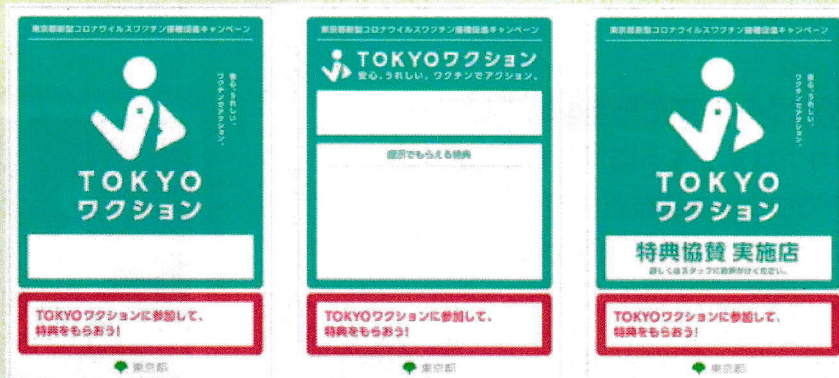 東京都新型コロナウイルスワクチン接種促進キャンペーン
安心、うれしい、
ワクチンでアクション。
TOKYO
ワクション
TOKYOワクションに参加して、
特典をもらおう!
東京都
東京都新型コロナウイルスワクチン接種促進キャンペーン
TOKYOワクション
安心、うれしい、ワクチンでアクション。
提示でもらえる特典
TOKYOワクションに参加して、
特典をもらおう!
東京都
東京都新型コロナウイルスワクチン接種促進キャンペーン
安心、うれしい、
ワクチンでアクション。
TOKYO
ワクション
特典協賛 実施店
詳しくはスタッフにお声がけください。
TOKYOワクションに参加して、
特典をもらおう!
東京都